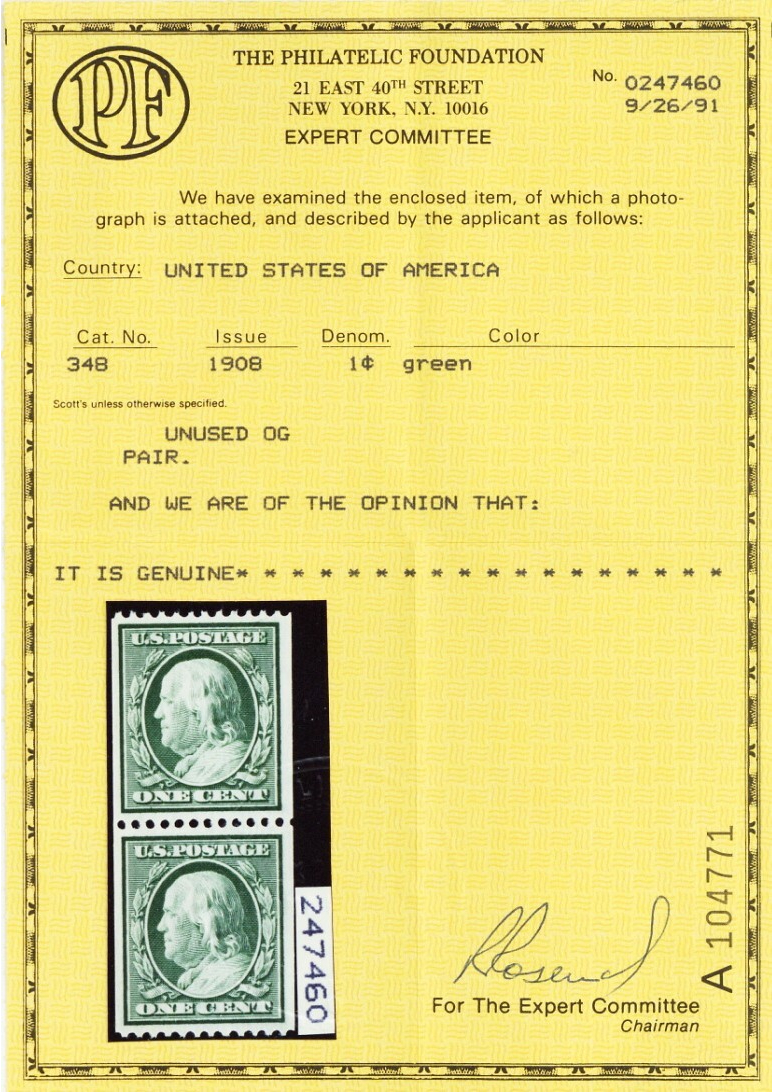 PF
THE PHILATELIC FOUNDATION
21 EAST 40TH STREET
NEW YORK, N.Y. 10016
EXPERT COMMITTEE
No. 0247460
9/26/91
We have examined the enclosed item, of which a photo-
graph is attached, and described by the applicant as follows:
Country: UNITED STATES OF AMERICA
Cat. No. Issue Denom. Color
348 1908 1¢ green
Scott's unless otherwise specified.
UNUSED OG
PAIR.
AND WE ARE OF THE OPINION THAT:
IT IS GENUINE* * * * * * * * * * * * * * * * * *
U.S. POSTAGE
ONE CENT
U.S. POSTAGE
ONE CENT
247460
A 104771
For The Expert Committee
Chairman